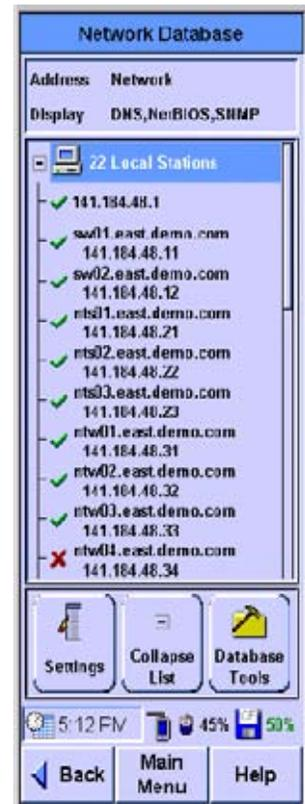 Network Database
Address Network
Display DNS,NetBIOS,SNMP
22 Local Stations
141.184.48.1
sw01.east.demo.com
141.184.48.11
sw02.east.demo.com
141.184.48.12
nts01.east.demo.com
141.184.48.21
nts02.east.demo.com
141.184.48.22
nts03.east.demo.com
141.184.48.23
ntw01.east.demo.com
141.184.48.31
ntw02.east.demo.com
141.184.48.32
ntw03.east.demo.com
141.184.48.33
ntw04.east.demo.com
141.184.48.34
Settings
Collapse
List
Database
Tools
5:12 PM 45% 50%
Back
Main
Menu
Help